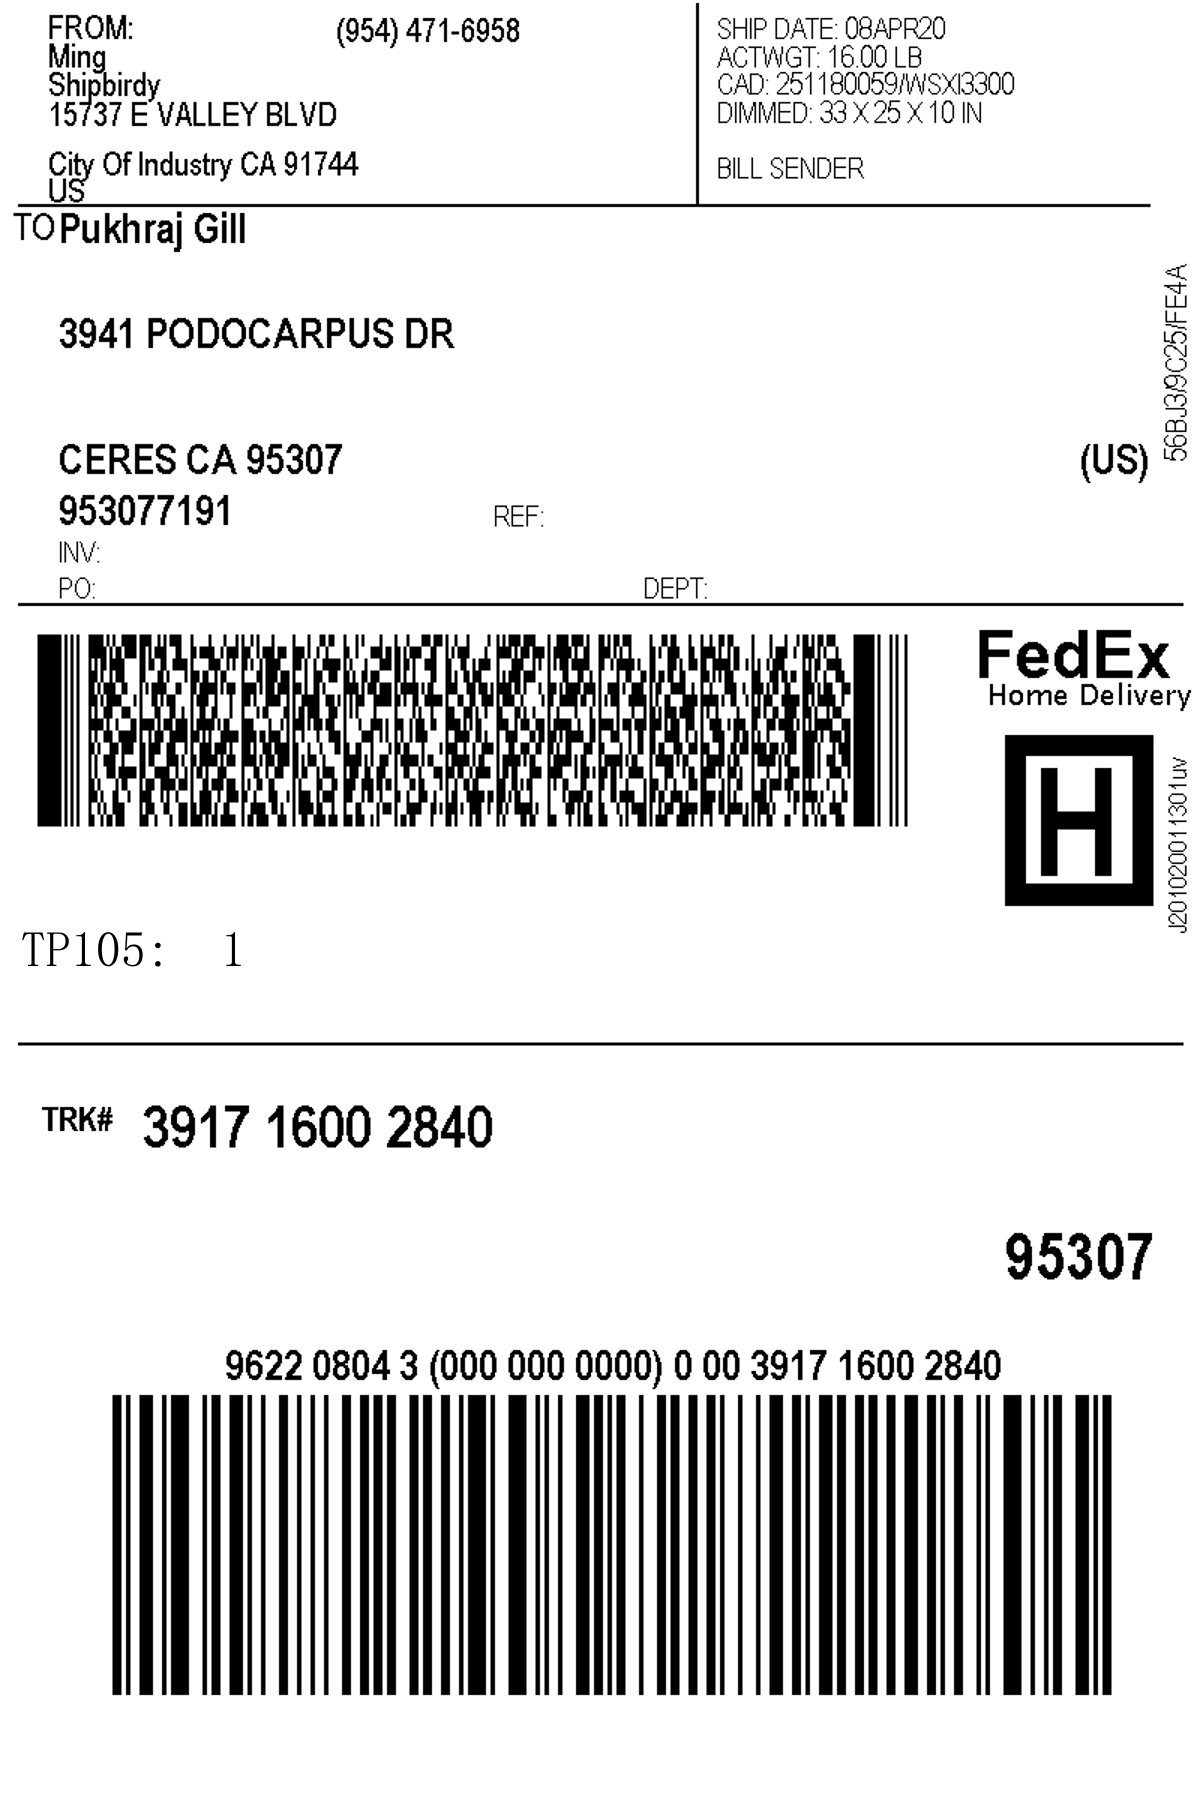 FROM: (954) 471-6958
Ming
Shipbirdy
15737 E VALLEY BLVD
City Of Industry CA 91744
US
SHIP DATE: 08APR20
ACTWGT: 16.00 LB
CAD: 251180059/WSXI3300
DIMMED: 33 X 25 X 10 IN
BILL SENDER
TO Pukhraj Gill
3941 PODOCARPUS DR
CERES CA 95307 (US)
953077191 REF:
INV:
PO: DEPT:
56BJ3/9C25/FE4A
FedEx
Home Delivery
H
J201020011301uv
TP105: 1
TRK# 3917 1600 2840
95307
9622 0804 3 (000 000 0000) 0 00 3917 1600 2840